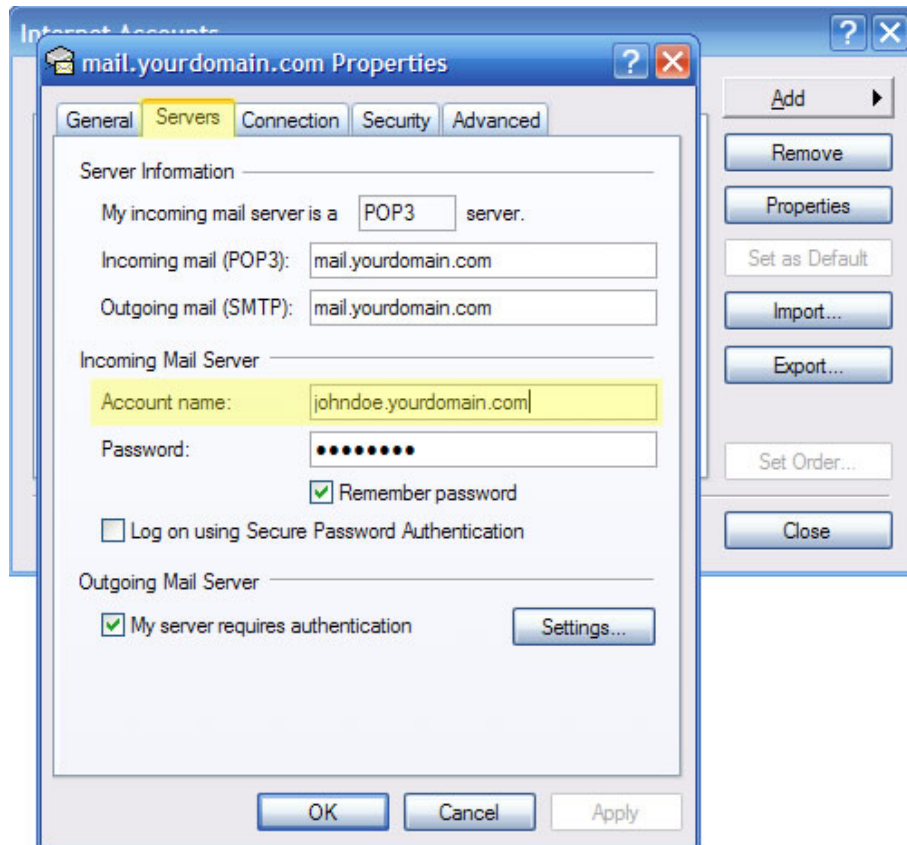 Internet Accounts
mail.yourdomain.com Properties
General Servers Connection Security Advanced
Server Information
My incoming mail server is a POP3 server.
Incoming mail (POP3): mail.yourdomain.com
Outgoing mail (SMTP): mail.yourdomain.com
Incoming Mail Server
Account name: johndoe.yourdomain.com
Password: ••••••••
Remember password
Log on using Secure Password Authentication
Outgoing Mail Server
My server requires authentication Settings...
OK Cancel Apply
Add
Remove
Properties
Set as Default
Import...
Export...
Set Order...
Close